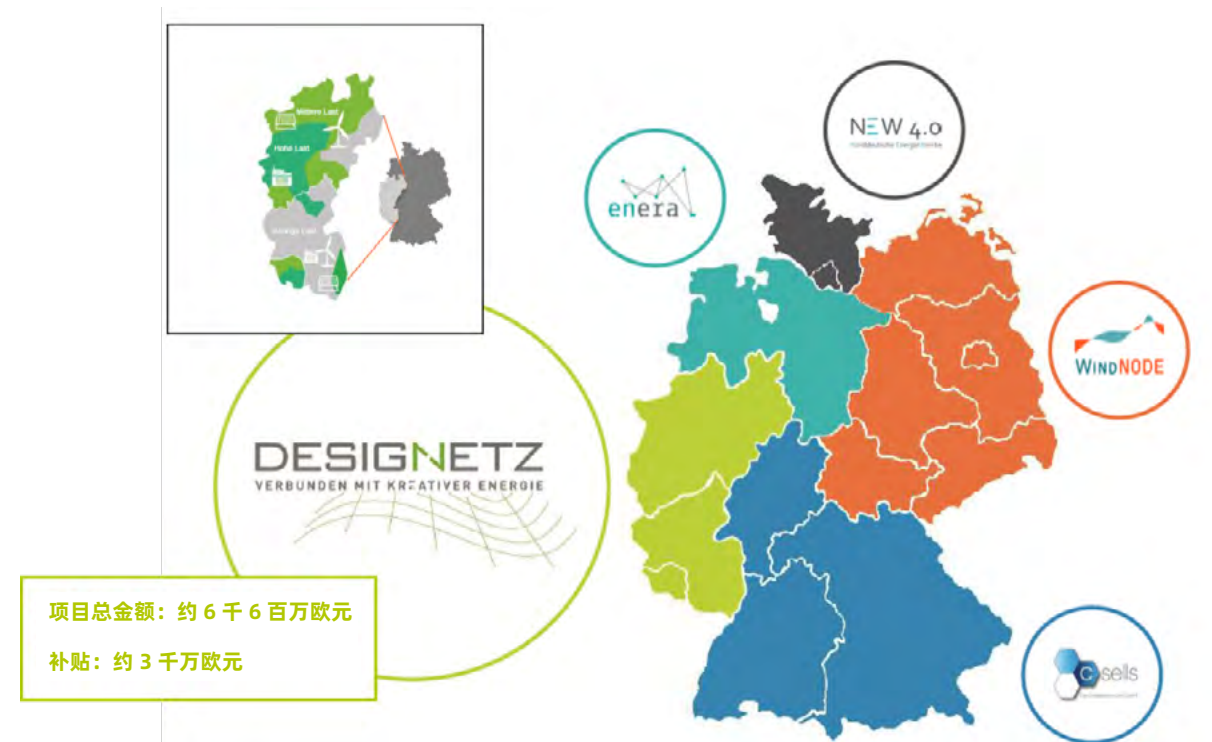 Mittlere Last
Hohe Last
NEW 4.0
enera
WINDNODE
DESIGNETZ
VERBUNDEN MIT KREATIVER ENERGIE
项目总金额：约 6 千 6 百万欧元
补贴：约 3 千万欧元
C sells